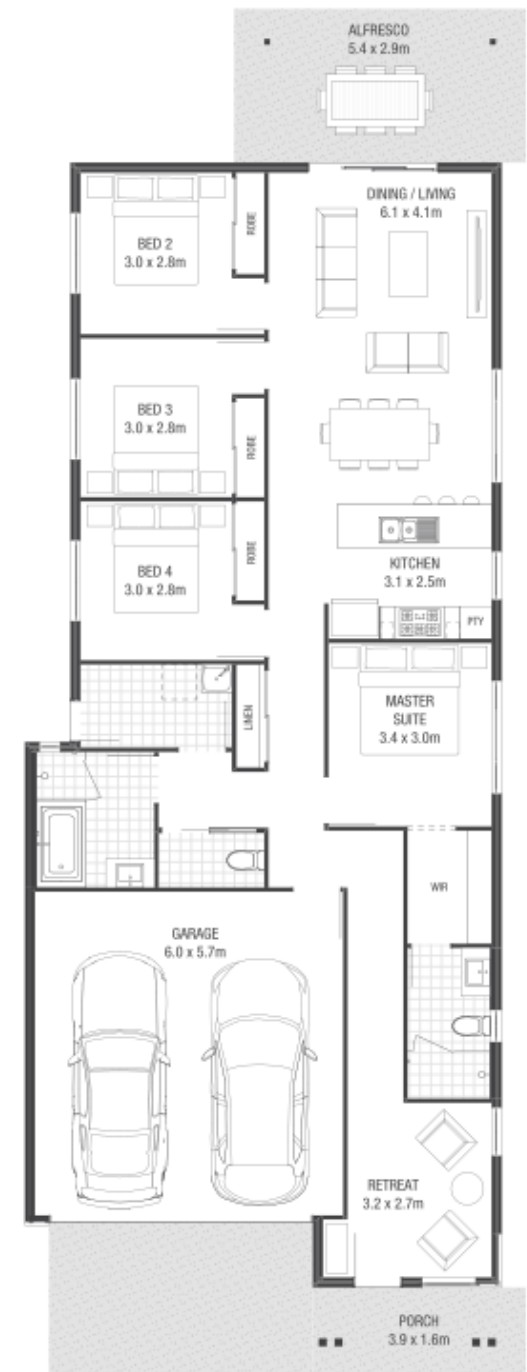 ALFRESCO
5.4 x 2.9m
DINING / LIVING
6.1 x 4.1m
BED 2
3.0 x 2.8m
ROBE
BED 3
3.0 x 2.8m
ROBE
BED 4
3.0 x 2.8m
ROBE
KITCHEN
3.1 x 2.5m
PTY
LINEN
MASTER
SUITE
3.4 x 3.0m
WIR
GARAGE
6.0 x 5.7m
RETREAT
3.2 x 2.7m
PORCH
3.9 x 1.6m